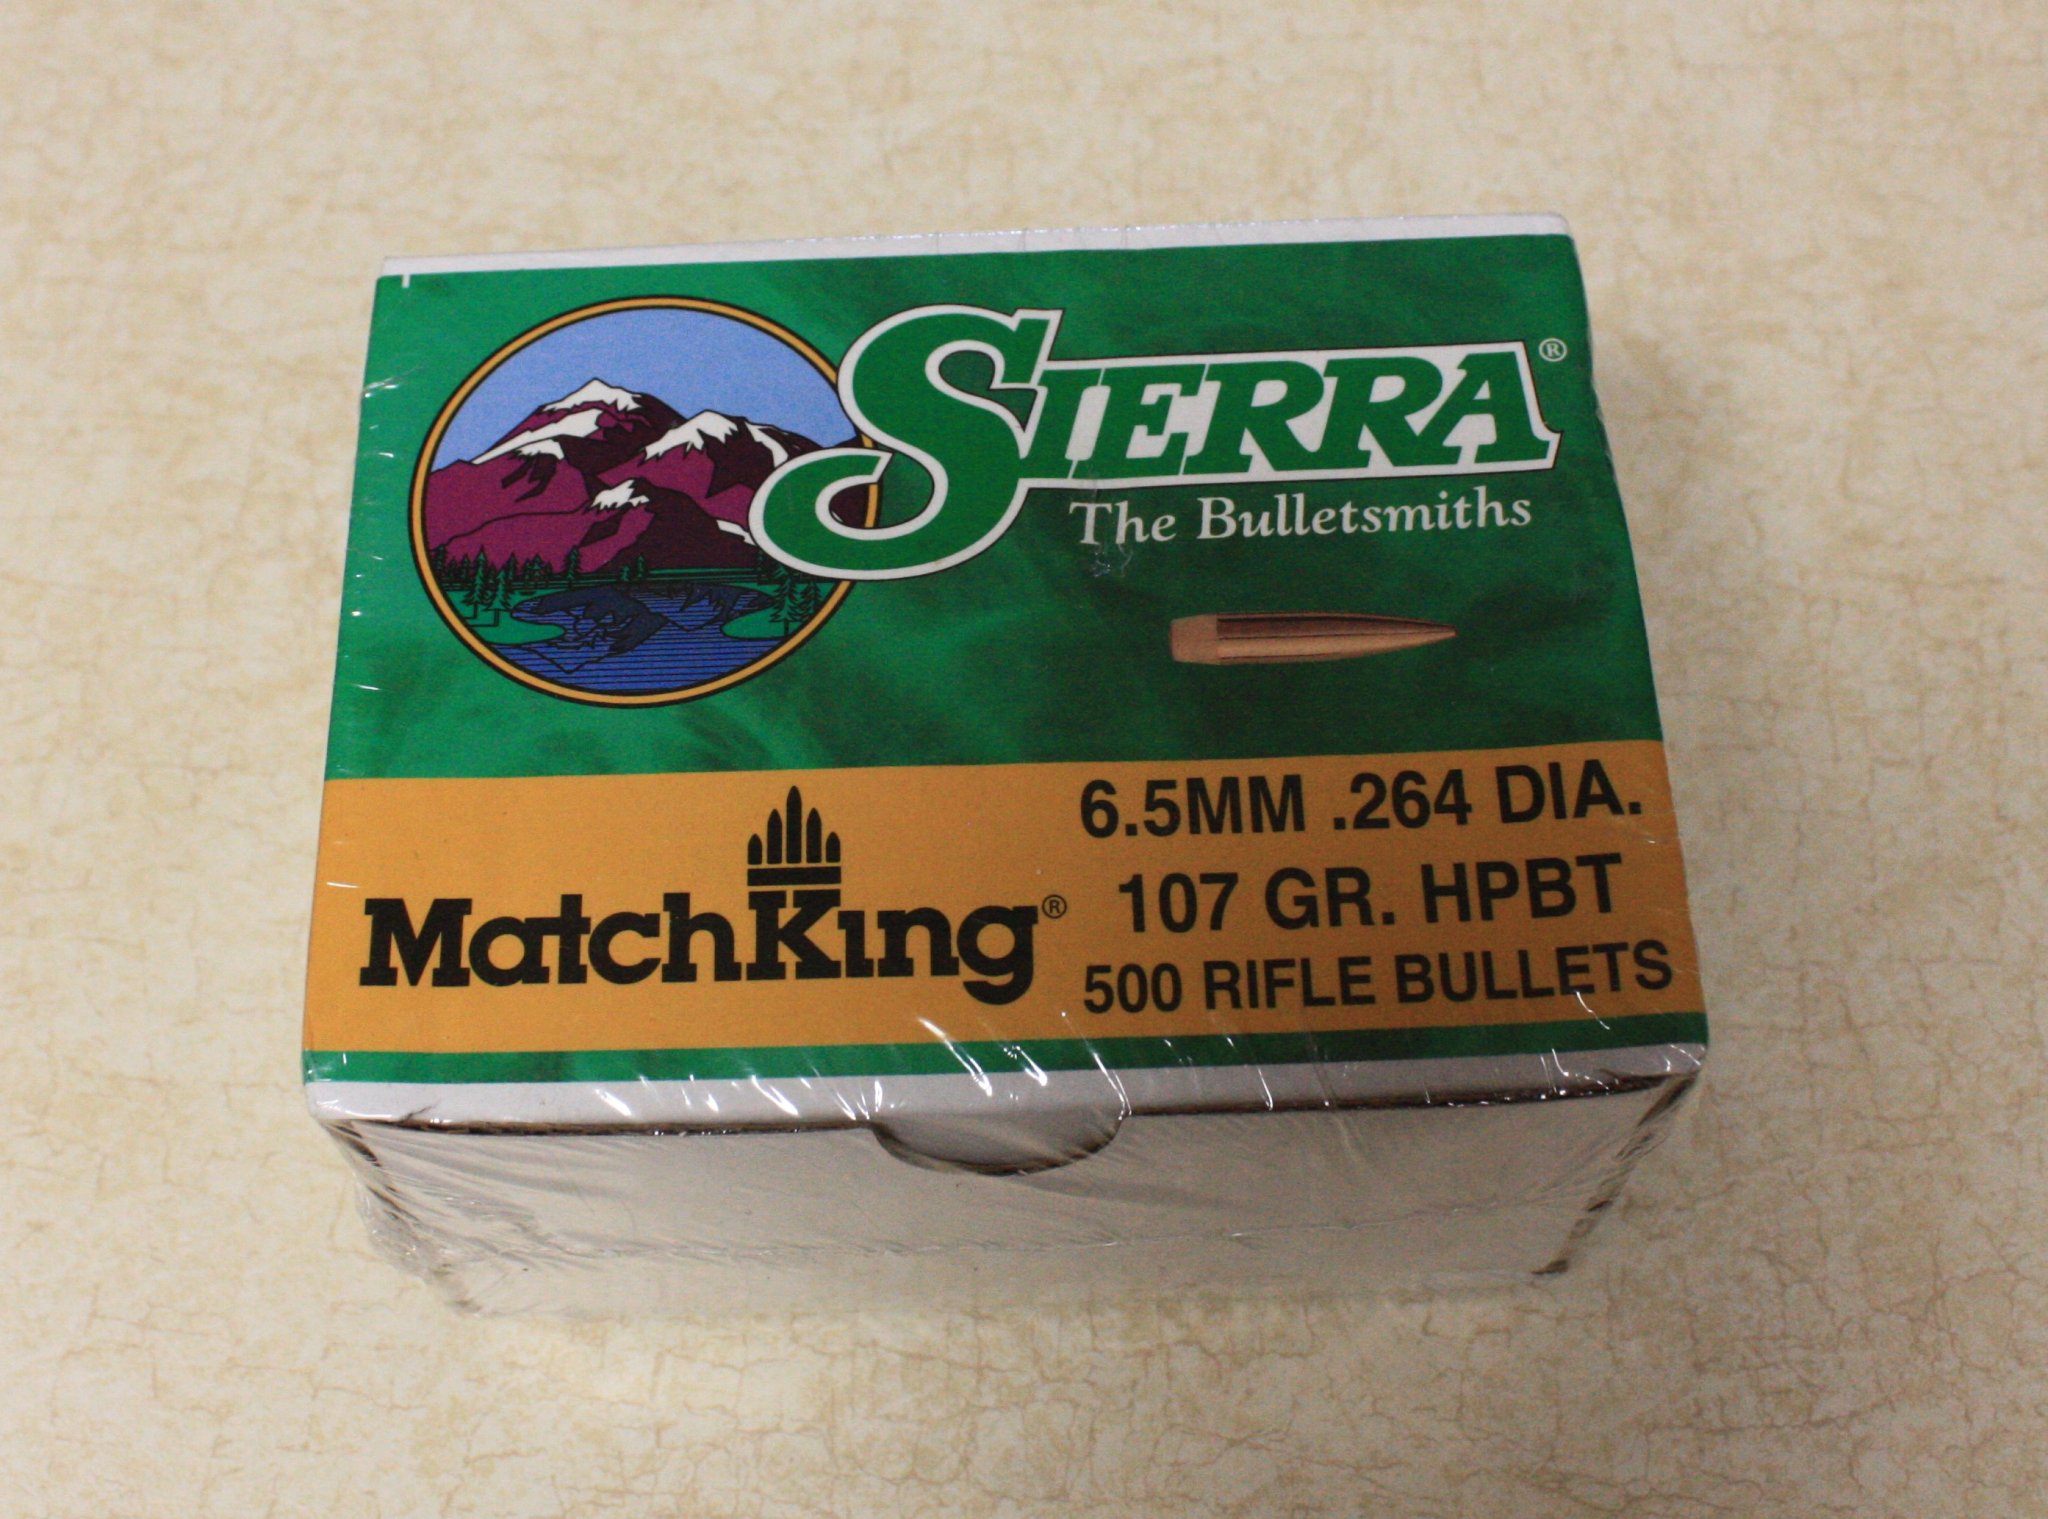 SIERRA®
The Bulletsmiths
MatchKing®
6.5MM .264 DIA.
107 GR. HPBT
500 RIFLE BULLETS